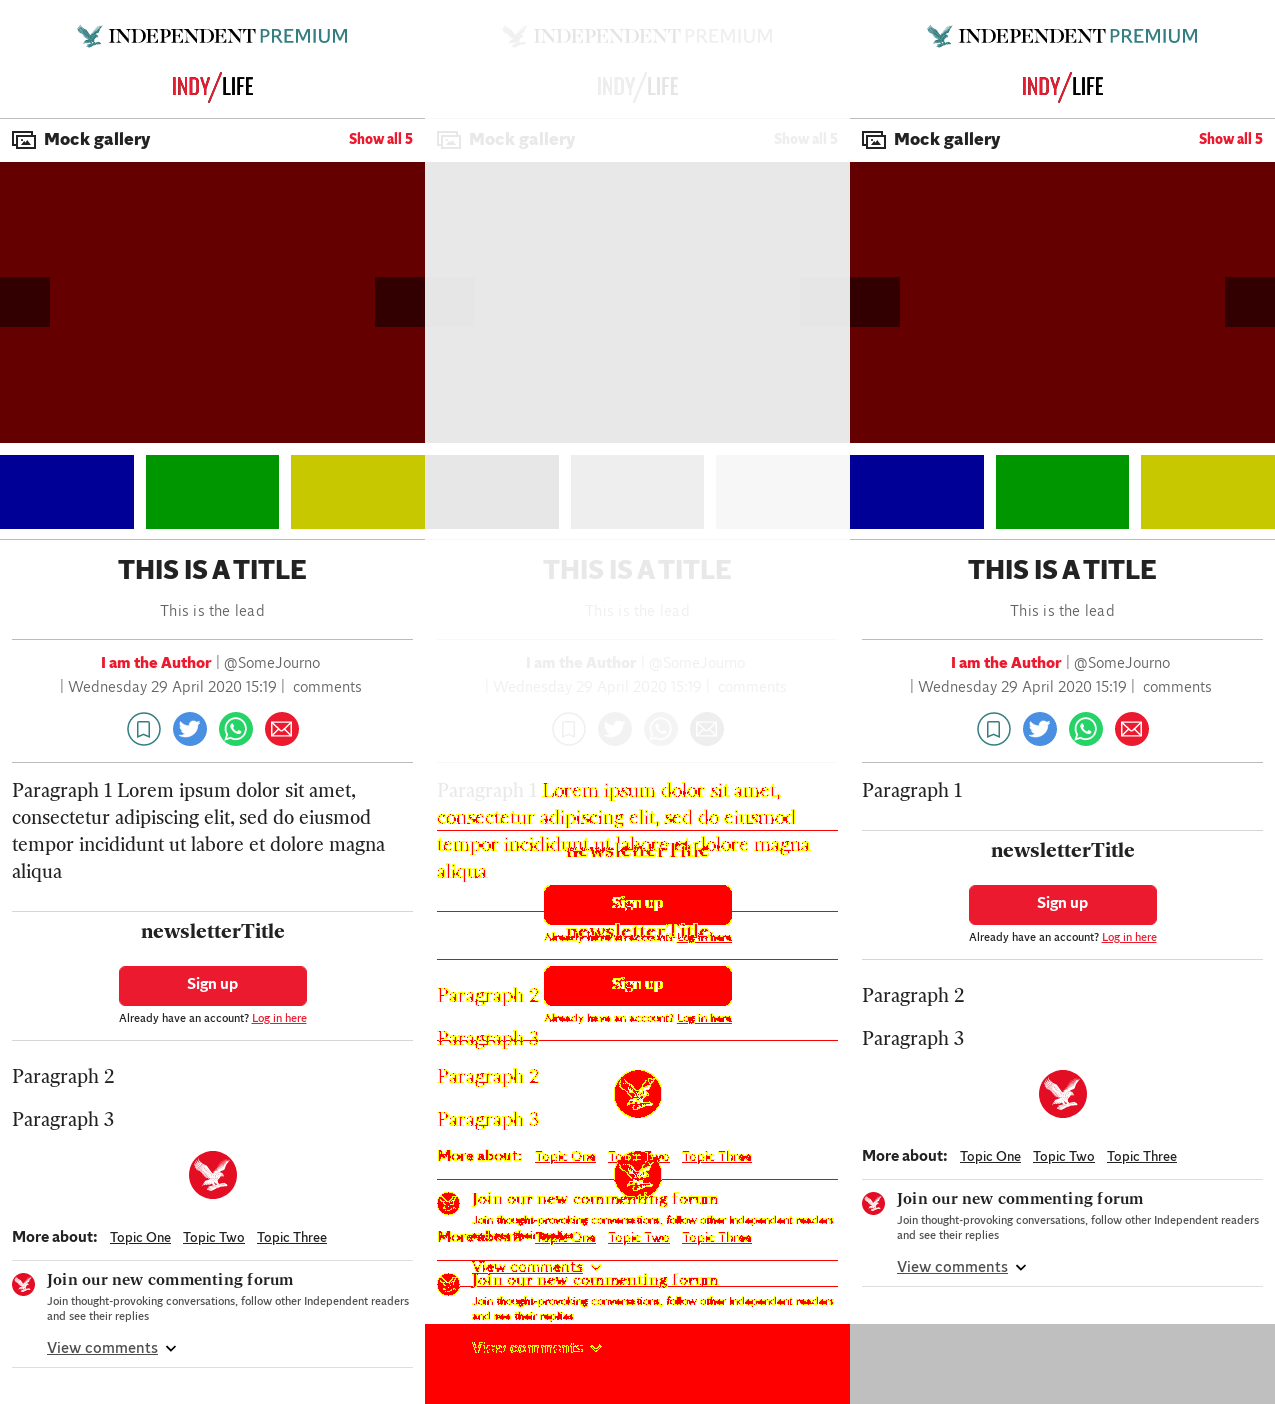 INDEPENDENT PREMIUM
INDY/LIFE
Mock gallery
Show all 5
THIS IS A TITLE
This is the lead
I am the Author | @SomeJourno
| Wednesday 29 April 2020 15:19 | comments
Paragraph 1 Lorem ipsum dolor sit amet,
consectetur adipiscing elit, sed do eiusmod
tempor incididunt ut labore et dolore magna
aliqua
newsletterTitle
Sign up
Already have an account? Log in here
Paragraph 2
Paragraph 3
More about: Topic One Topic Two Topic Three
Join our new commenting forum
Join thought-provoking conversations, follow other Independent readers
and see their replies
View comments
INDEPENDENT PREMIUM
INDY/LIFE
Mock gallery
Show all 5
THIS IS A TITLE
This is the lead
I am the Author | @SomeJourno
| Wednesday 29 April 2020 15:19 | comments
Paragraph 1 Lorem ipsum dolor sit amet,
consectetur adipiscing elit, sed do eiusmod
tempor incididunt ut labore et dolore magna
newsletterTitle
aliqua
Sign up
newsletterTitle
Already have an account? Log in here
Sign up
Paragraph 2
Already have an account? Log in here
Paragraph 3
Paragraph 2
Paragraph 3
More about: Topic One Topic Two Topic Three
Join our new commenting forum
Join thought-provoking conversations, follow other Independent readers
More about: Topic One Topic Two Topic Three
View comments
Join our new commenting forum
Join thought-provoking conversations, follow other Independent readers
and see their replies
View comments
INDEPENDENT PREMIUM
INDY/LIFE
Mock gallery
Show all 5
THIS IS A TITLE
This is the lead
I am the Author | @SomeJourno
| Wednesday 29 April 2020 15:19 | comments
Paragraph 1
newsletterTitle
Sign up
Already have an account? Log in here
Paragraph 2
Paragraph 3
More about: Topic One Topic Two Topic Three
Join our new commenting forum
Join thought-provoking conversations, follow other Independent readers
and see their replies
View comments